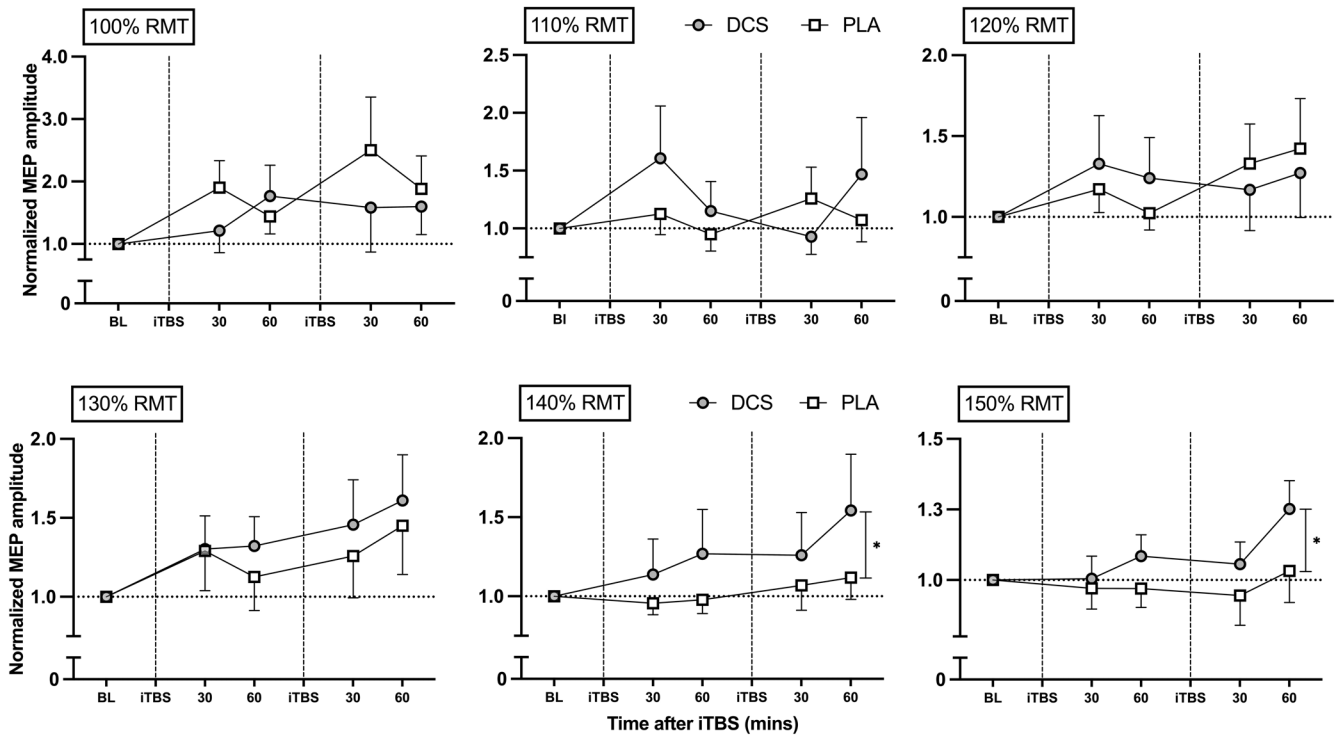 100% RMT
110% RMT
DCS
PLA
120% RMT
Normalized MEP amplitude
4.0
3.0
2.0
1.0
0
BL iTBS 30 60 iTBS 30 60
2.5
2.0
1.5
1.0
0
BI iTBS 30 60 iTBS 30 60
2.0
1.5
1.0
0
BL iTBS 30 60 iTBS 30 60
130% RMT
140% RMT
DCS
PLA
150% RMT
Normalized MEP amplitude
2.0
1.5
1.0
0
BL iTBS 30 60 iTBS 30 60
2.0
1.5
1.0
0
*
BL iTBS 30 60 iTBS 30 60
1.5
1.3
1.0
0
*
BL iTBS 30 60 iTBS 30 60
Time after iTBS (mins)